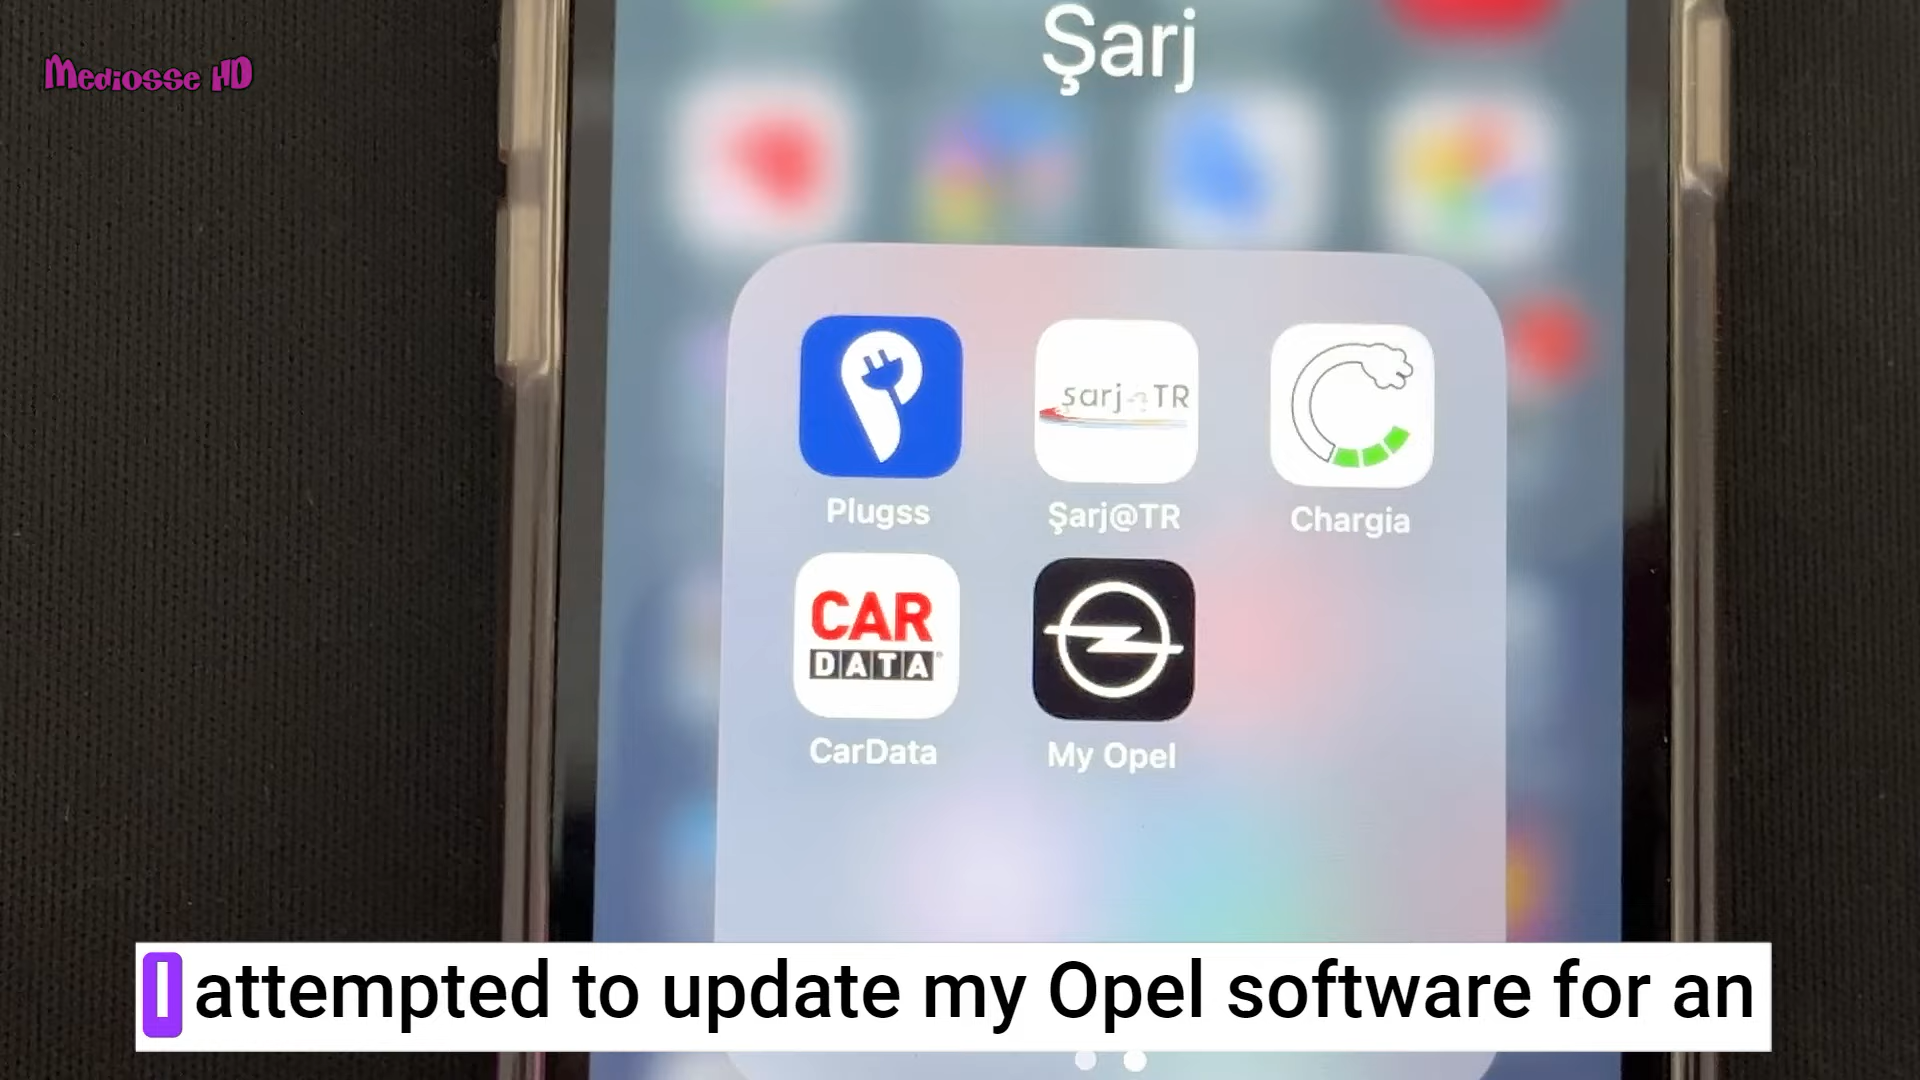 Şarj
Mediosse HD
şarj@TR
Plugss
Şarj@TR
Chargia
CAR
DATA
CarData
My Opel
I attempted to update my Opel software for an